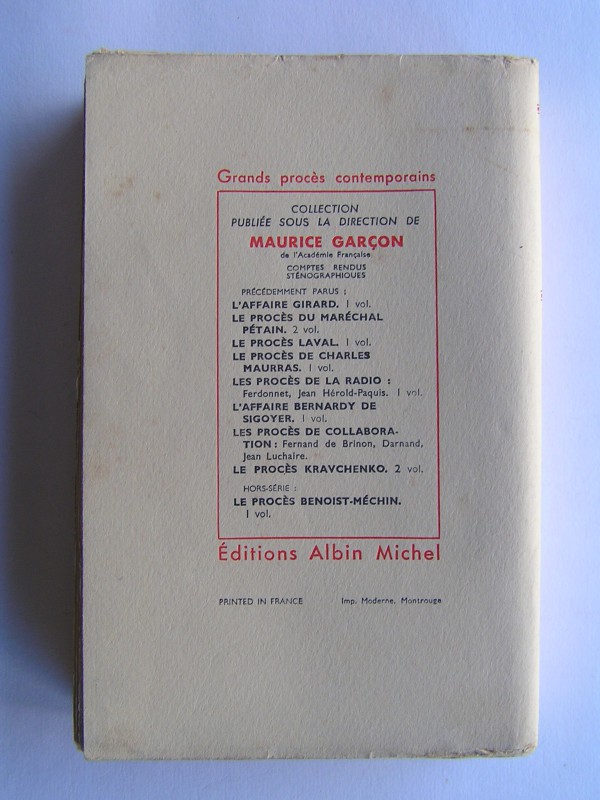 Grands procès contemporains
COLLECTION
PUBLIÉE SOUS LA DIRECTION DE
MAURICE GARÇON
de l'Académie Française
COMPTES RENDUS
STÉNOGRAPHIQUES
PRÉCÉDEMMENT PARUS :
L'AFFAIRE GIRARD. 1 vol.
LE PROCÈS DU MARÉCHAL
PÉTAIN. 2 vol.
LE PROCÈS LAVAL. 1 vol.
LE PROCÈS DE CHARLES
MAURRAS. 1 vol.
LES PROCÈS DE LA RADIO :
Ferdonnet, Jean Hérold-Paquis. 1 vol.
L'AFFAIRE BERNARDY DE
SIGOYER. 1 vol.
LES PROCÈS DE COLLABORA-
TION : Fernand de Brinon, Darnand,
Jean Luchaire.
LE PROCÈS KRAVCHENKO. 2 vol.
HORS-SÉRIE :
LE PROCÈS BENOIST-MÉCHIN.
1 vol.
Éditions Albin Michel
PRINTED IN FRANCE Imp. Moderne, Montrouge